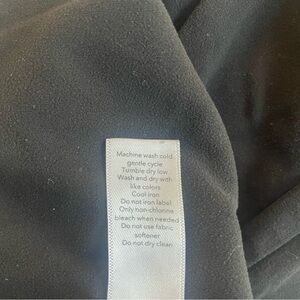 Machine wash cold
gentle cycle
Tumble dry low
Wash and dry with
like colors
Cool iron
Do not iron label
Only non-chlorine
bleach when needed
Do not use fabric
softener
Do not dry clean